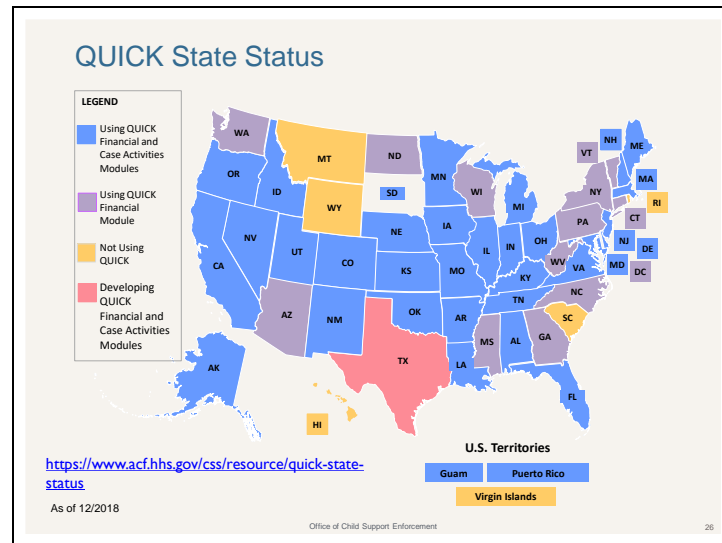 QUICK State Status
LEGEND
Using QUICK
Financial and
Case Activities
Modules
Using QUICK
Financial
Module
Not Using
QUICK
Developing
QUICK
Financial and
Case Activities
Modules
WA
MT
ND
MN
WI
MI
VT
NH
ME
NY
MA
RI
CT
OR
ID
SD
WY
NE
IA
PA
NJ
DE
NV
UT
CO
IL
IN
OH
WV
VA
MD
DC
CA
KS
MO
KY
NC
TN
AZ
NM
OK
AR
SC
MS
AL
GA
TX
LA
AK
FL
HI
U.S. Territories
Guam
Puerto Rico
Virgin Islands
https://www.acf.hhs.gov/css/resource/quick-state-
status
As of 12/2018
Office of Child Support Enforcement
26